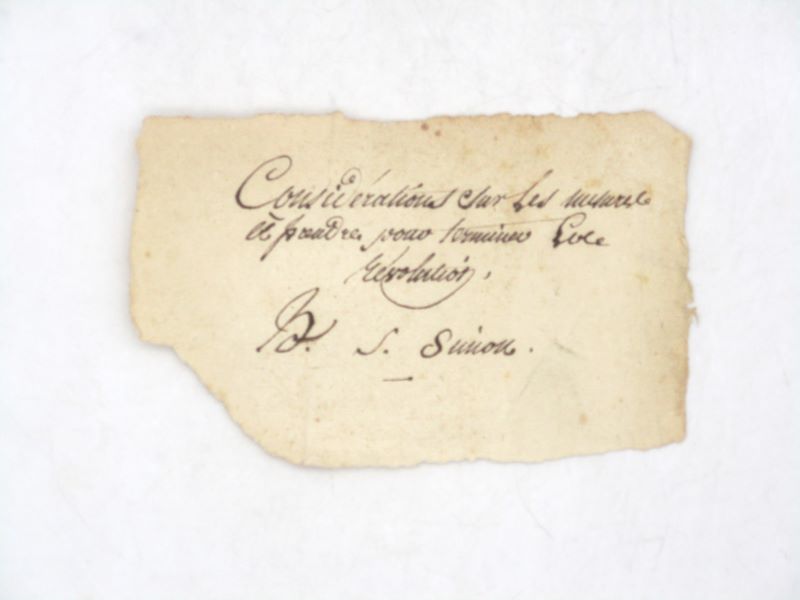 Considérations sur les mesures
à prendre pour terminer la
révolution,
H. S. Simon.